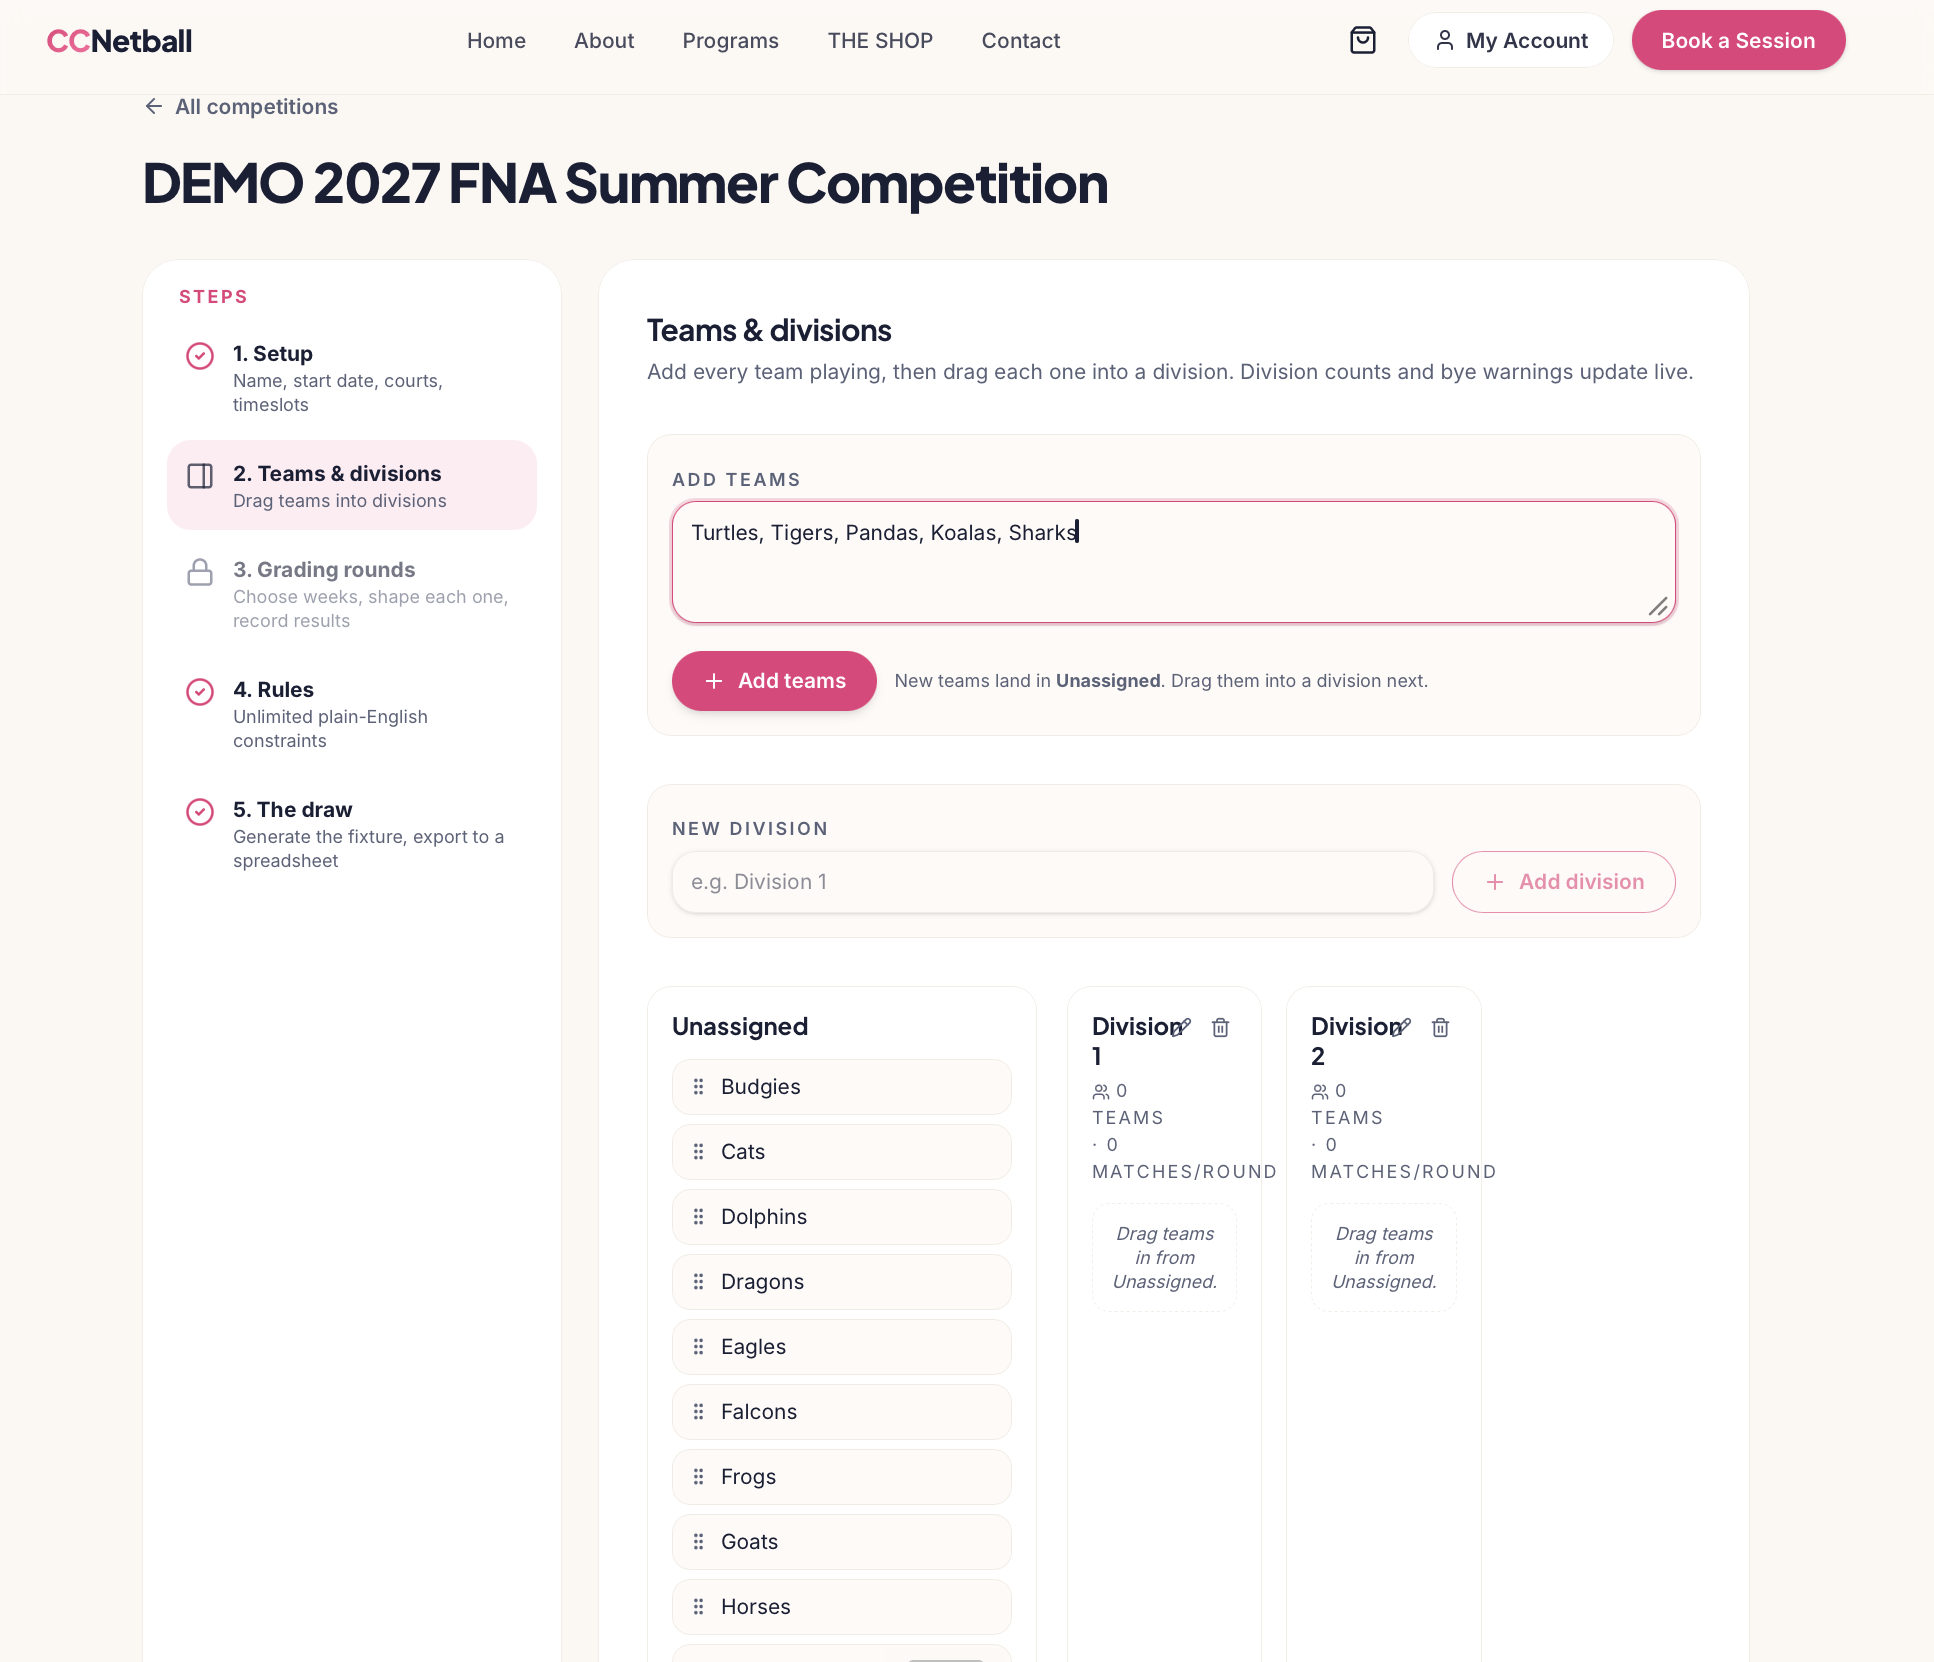 CCNetball
Home
About
Programs
THE SHOP
Contact
My Account
Book a Session
All competitions
DEMO 2027 FNA Summer Competition
STEPS
1. Setup
Name, start date, courts,
timeslots
2. Teams & divisions
Drag teams into divisions
3. Grading rounds
Choose weeks, shape each one,
record results
4. Rules
Unlimited plain-English
constraints
5. The draw
Generate the fixture, export to a
spreadsheet
Teams & divisions
Add every team playing, then drag each one into a division. Division counts and bye warnings update live.
ADD TEAMS
Turtles, Tigers, Pandas, Koalas, Sharks
Add teams
New teams land in Unassigned. Drag them into a division next.
NEW DIVISION
e.g. Division 1
Add division
Unassigned
Budgies
Cats
Dolphins
Dragons
Eagles
Falcons
Frogs
Goats
Horses
Division
1
0
TEAMS
· 0
MATCHES/ROUND
Drag teams
in from
Unassigned.
Division
2
0
TEAMS
· 0
MATCHES/ROUND
Drag teams
in from
Unassigned.